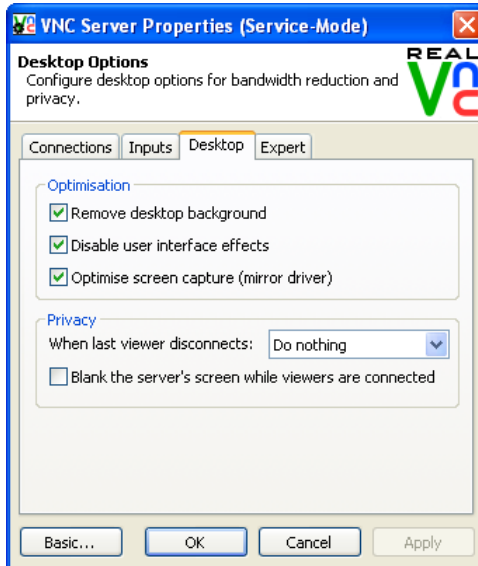 VNC Server Properties (Service-Mode)
Desktop Options
Configure desktop options for bandwidth reduction and
privacy.
REAL
VNC
Connections Inputs Desktop Expert
Optimisation
Remove desktop background
Disable user interface effects
Optimise screen capture (mirror driver)
Privacy
When last viewer disconnects: Do nothing
Blank the server's screen while viewers are connected
Basic... OK Cancel Apply